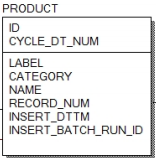 PRODUCT
ID
CYCLE_DT_NUM
LABEL
CATEGORY
NAME
RECORD_NUM
INSERT_DTTM
INSERT_BATCH_RUN_ID